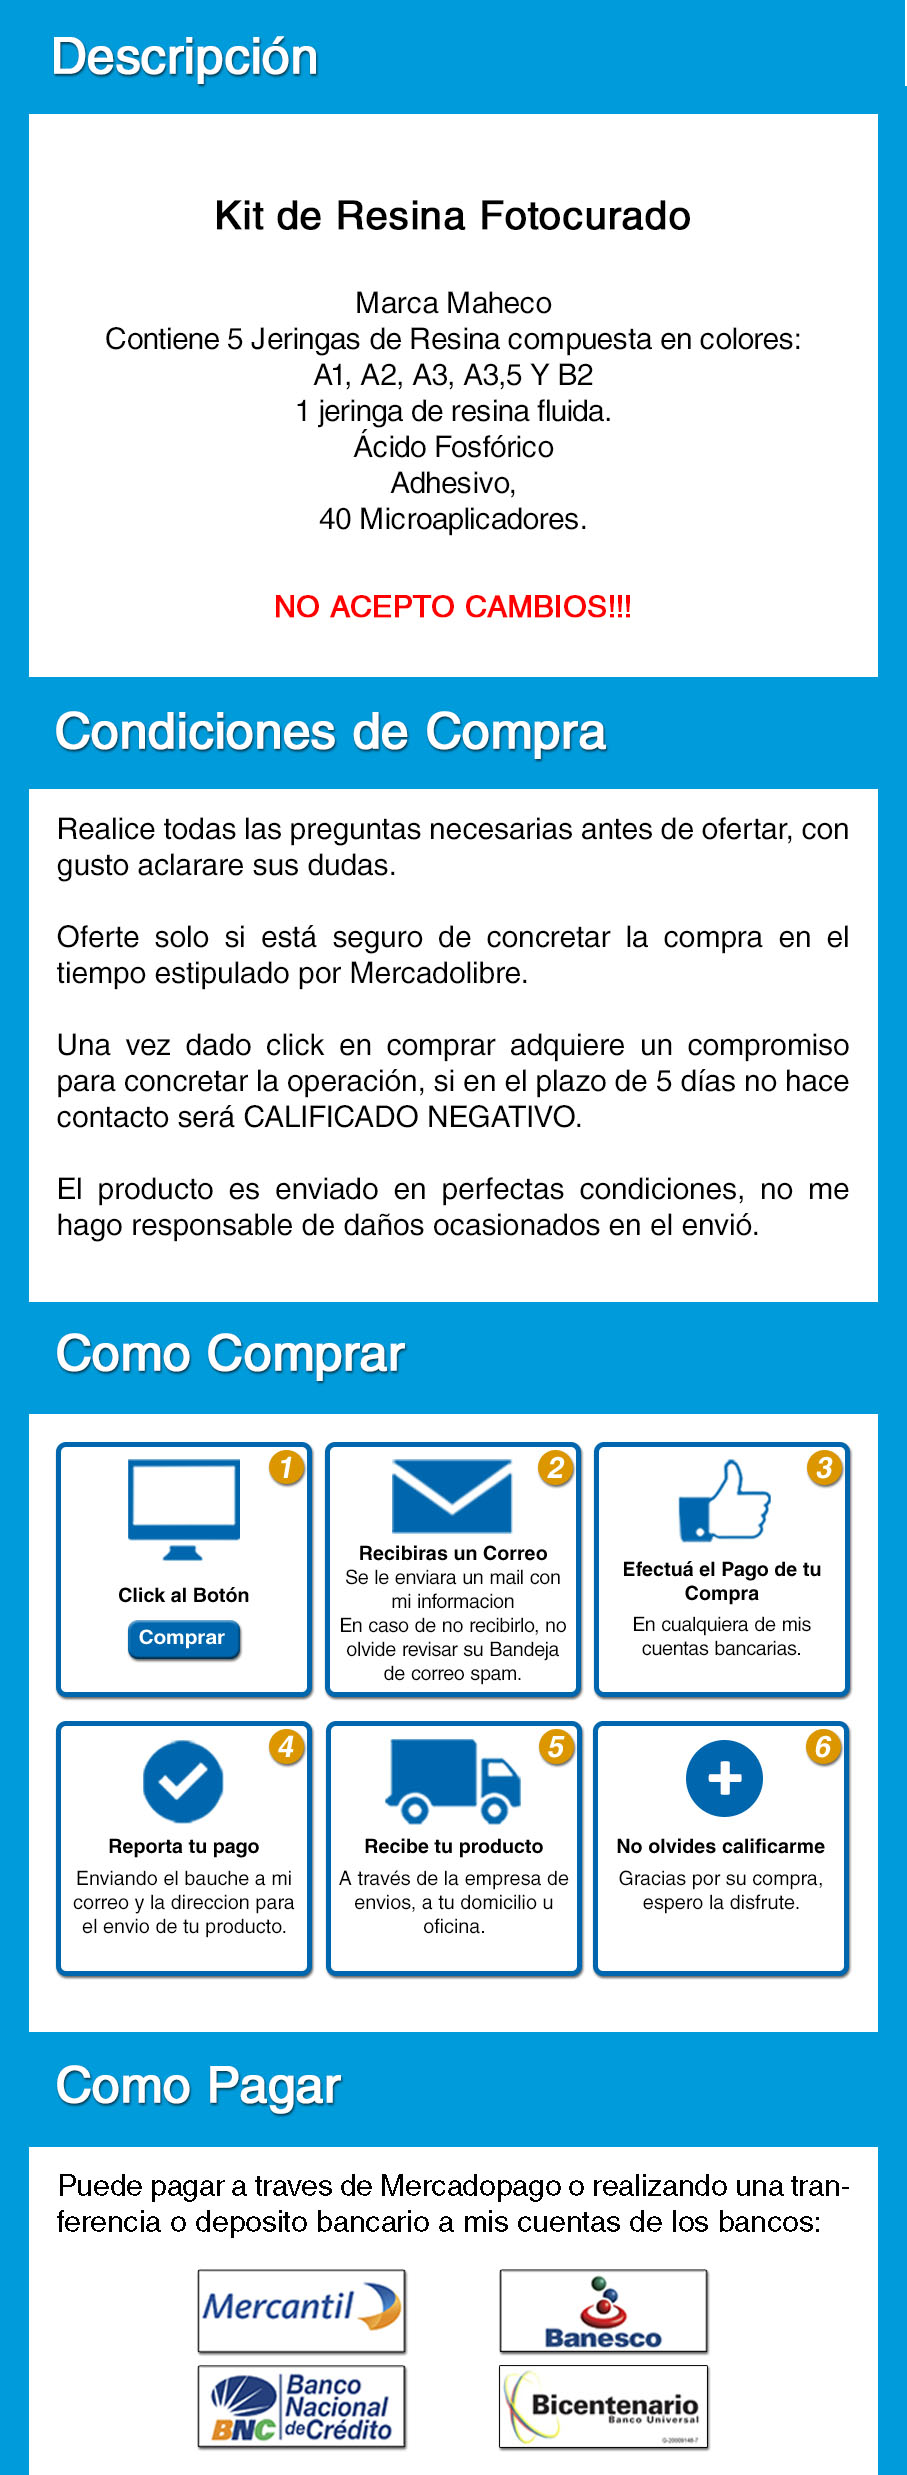 Descripción
Kit de Resina Fotocurado
Marca Maheco
Contiene 5 Jeringas de Resina compuesta en colores:
A1, A2, A3, A3,5 Y B2
1 jeringa de resina fluida.
Ácido Fosfórico
Adhesivo,
40 Microaplicadores.
NO ACEPTO CAMBIOS!!!
Condiciones de Compra
Realice todas las preguntas necesarias antes de ofertar, con
gusto aclarare sus dudas.
Oferte solo si está seguro de concretar la compra en el
tiempo estipulado por Mercadolibre.
Una vez dado click en comprar adquiere un compromiso
para concretar la operación, si en el plazo de 5 días no hace
contacto será CALIFICADO NEGATIVO.
El producto es enviado en perfectas condiciones, no me
hago responsable de daños ocasionados en el envió.
Como Comprar
1
Click al Botón
Comprar
2
Recibiras un Correo
Se le enviara un mail con
mi informacion
En caso de no recibirlo, no
olvide revisar su Bandeja
de correo spam.
3
Efectuá el Pago de tu
Compra
En cualquiera de mis
cuentas bancarias.
4
Reporta tu pago
Enviando el bauche a mi
correo y la direccion para
el envio de tu producto.
5
Recibe tu producto
A través de la empresa de
envios, a tu domicilio u
oficina.
6
No olvides calificarme
Gracias por su compra,
espero la disfrute.
Como Pagar
Puede pagar a traves de Mercadopago o realizando una tran-
ferencia o deposito bancario a mis cuentas de los bancos:
Mercantil
Banesco
BNC
Banco
Nacional
de Crédito
Bicentenario
Banco Universal
G-20009148-7